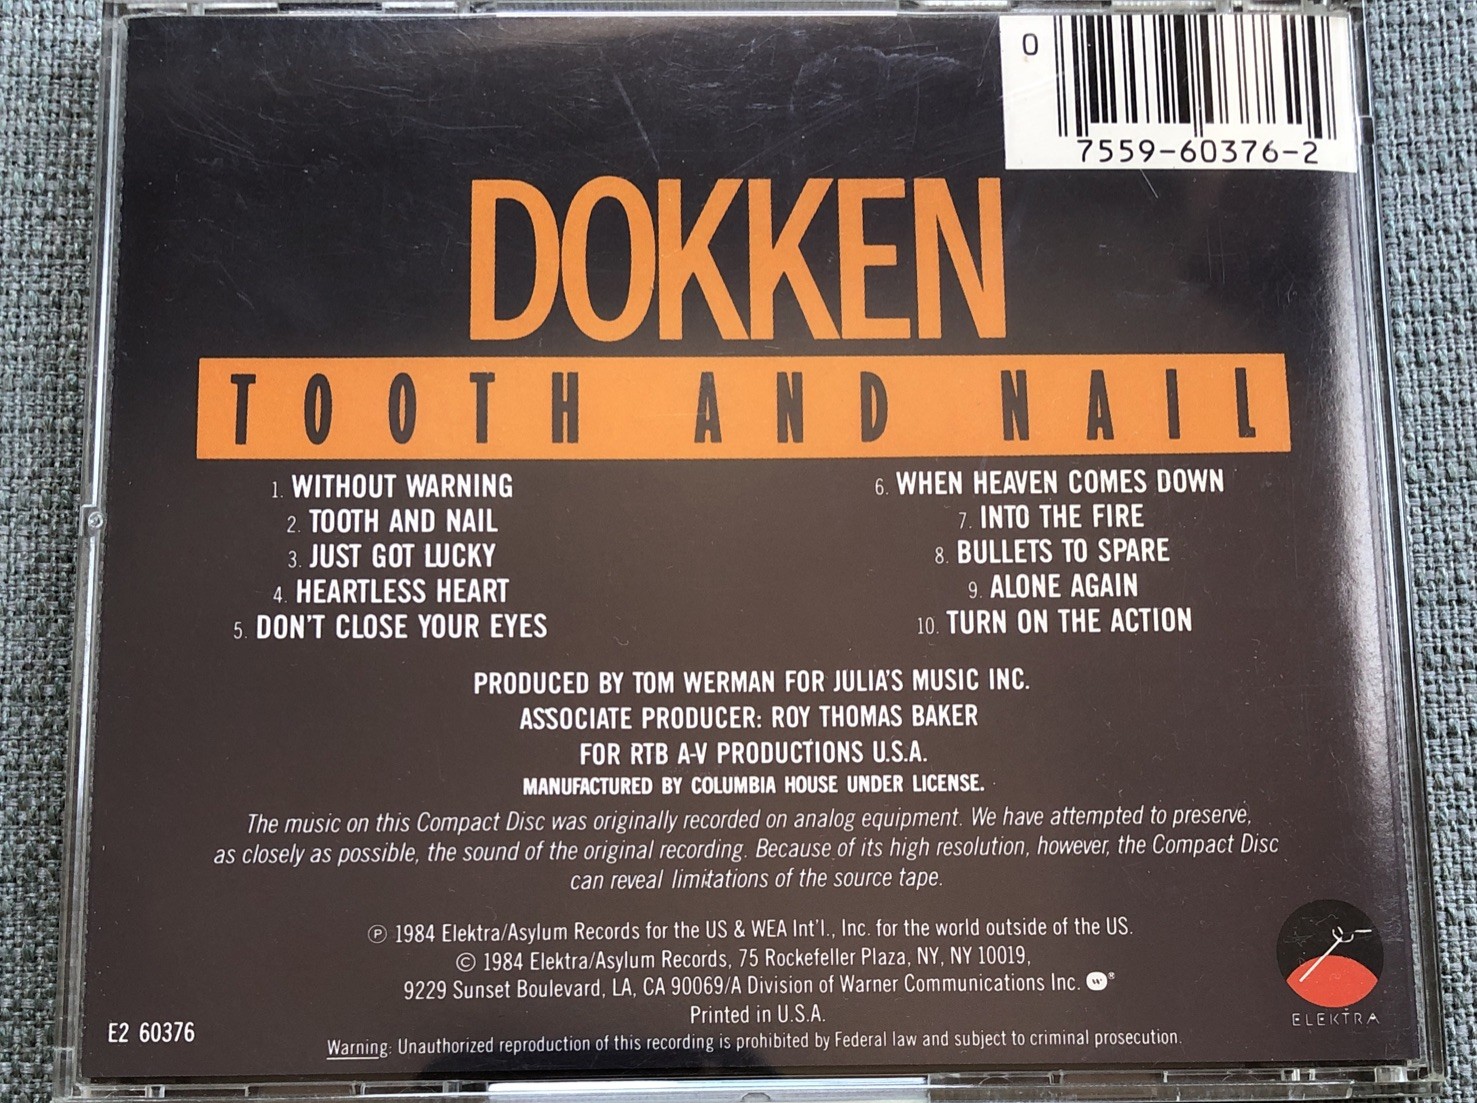 0
7559-60376-2
DOKKEN
TOOTH AND NAIL
1. WITHOUT WARNING
2. TOOTH AND NAIL
3. JUST GOT LUCKY
4. HEARTLESS HEART
5. DON'T CLOSE YOUR EYES
6. WHEN HEAVEN COMES DOWN
7. INTO THE FIRE
8. BULLETS TO SPARE
9. ALONE AGAIN
10. TURN ON THE ACTION
PRODUCED BY TOM WERMAN FOR JULIA'S MUSIC INC.
ASSOCIATE PRODUCER: ROY THOMAS BAKER
FOR RTB A-V PRODUCTIONS U.S.A.
MANUFACTURED BY COLUMBIA HOUSE UNDER LICENSE.
The music on this Compact Disc was originally recorded on analog equipment. We have attempted to preserve,
as closely as possible, the sound of the original recording. Because of its high resolution, however, the Compact Disc
can reveal limitations of the source tape.
℗ 1984 Elektra/Asylum Records for the US & WEA Int'l., Inc. for the world outside of the US.
© 1984 Elektra/Asylum Records, 75 Rockefeller Plaza, NY, NY 10019,
9229 Sunset Boulevard, LA, CA 90069/A Division of Warner Communications Inc. W®
Printed in U.S.A.
Warning: Unauthorized reproduction of this recording is prohibited by Federal law and subject to criminal prosecution.
E2 60376
ELEKTRA